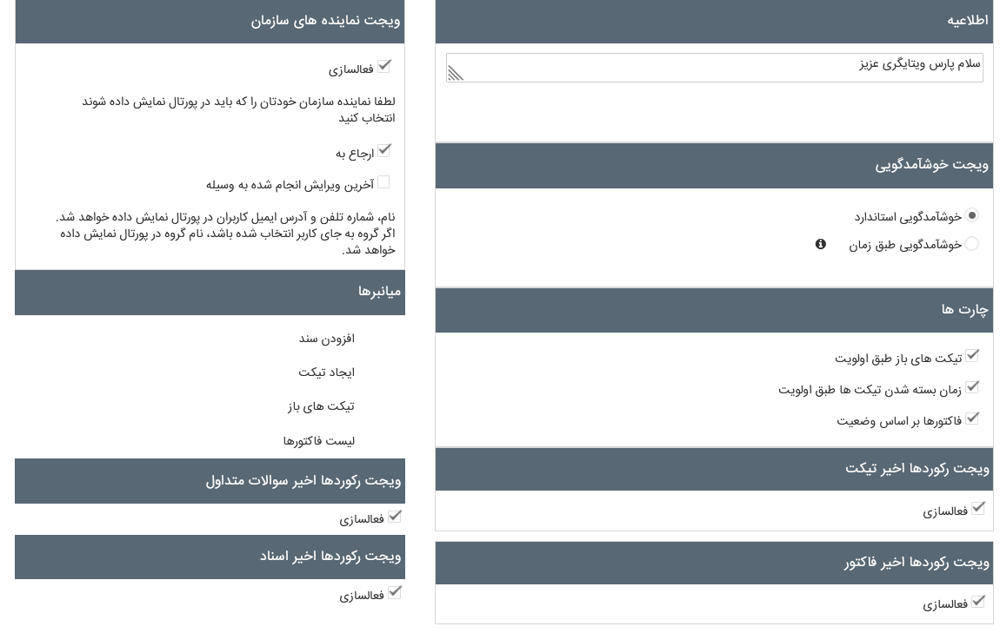 اطلاعیه
سلام پارس ویتایگری عزیز
ویجت خوشآمدگویی
خوشآمدگویی استاندارد
خوشآمدگویی طبق زمان
چارت ها
تیکت های باز طبق اولویت
زمان بسته شدن تیکت ها طبق اولویت
فاکتورها بر اساس وضعیت
ویجت رکوردها اخیر تیکت
فعالسازی
ویجت رکوردها اخیر فاکتور
فعالسازی
ویجت نماینده های سازمان
فعالسازی
لطفا نماینده سازمان خودتان را که باید در پورتال نمایش داده شوند
انتخاب کنید
ارجاع به
آخرین ویرایش انجام شده به وسیله
نام، شماره تلفن و آدرس ایمیل کاربران در پورتال نمایش داده خواهد شد.
اگر گروه به جای کاربر انتخاب شده باشد، نام گروه در پورتال نمایش داده
خواهد شد.
میانبرها
افزودن سند
ایجاد تیکت
تیکت های باز
لیست فاکتورها
ویجت رکوردها اخیر سوالات متداول
فعالسازی
ویجت رکوردها اخیر اسناد
فعالسازی